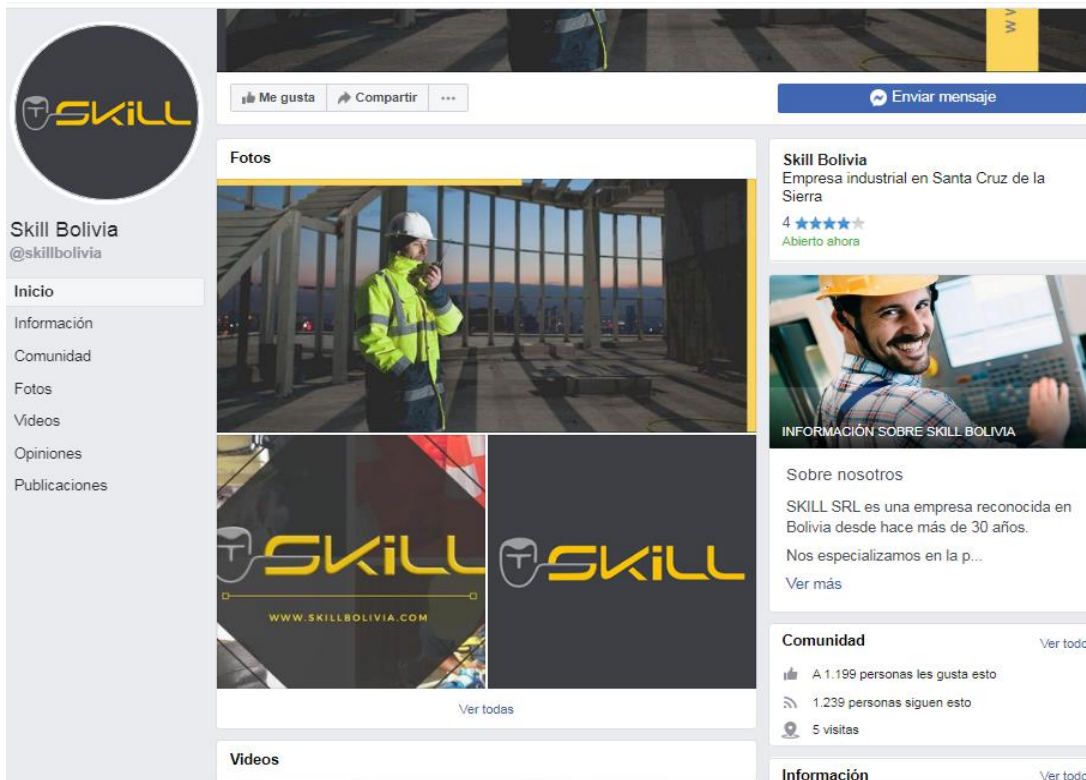 SKiLL
Skill Bolivia
@skillbolivia
Inicio
Información
Comunidad
Fotos
Videos
Opiniones
Publicaciones
Me gusta
Compartir
Enviar mensaje
Fotos
SKiLL
WWW.SKILLBOLIVIA.COM
SKiLL
Ver todas
Videos
Skill Bolivia
Empresa industrial en Santa Cruz de la
Sierra
4
Abierto ahora
INFORMACIÓN SOBRE SKILL BOLIVIA
Sobre nosotros
SKILL SRL es una empresa reconocida en
Bolivia desde hace más de 30 años.
Nos especializamos en la p...
Ver más
Comunidad
Ver todo
A 1.199 personas les gusta esto
1.239 personas siguen esto
5 visitas
Información
Ver todo